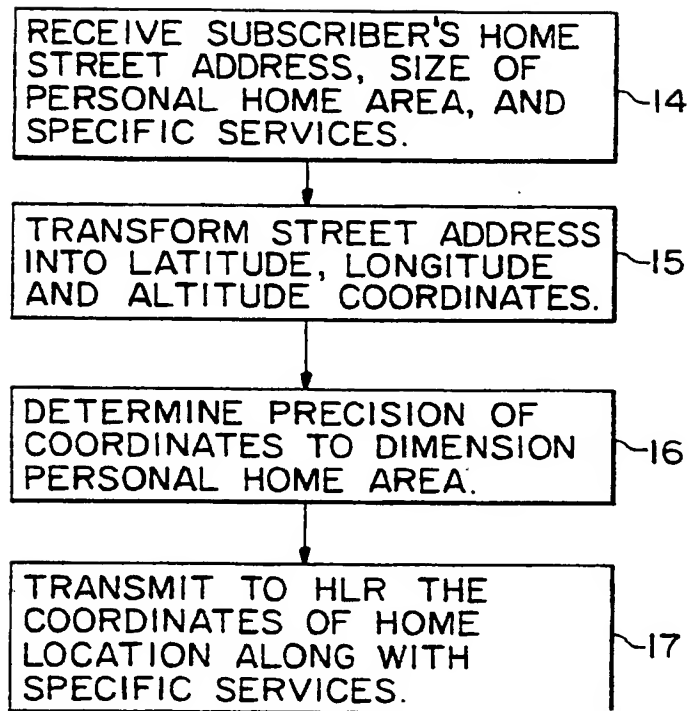 RECEIVE SUBSCRIBER'S HOME
STREET ADDRESS, SIZE OF
PERSONAL HOME AREA, AND
SPECIFIC SERVICES.
14
TRANSFORM STREET ADDRESS
INTO LATITUDE, LONGITUDE
AND ALTITUDE COORDINATES.
15
DETERMINE PRECISION OF
COORDINATES TO DIMENSION
PERSONAL HOME AREA.
16
TRANSMIT TO HLR THE
COORDINATES OF HOME
LOCATION ALONG WITH
SPECIFIC SERVICES.
17